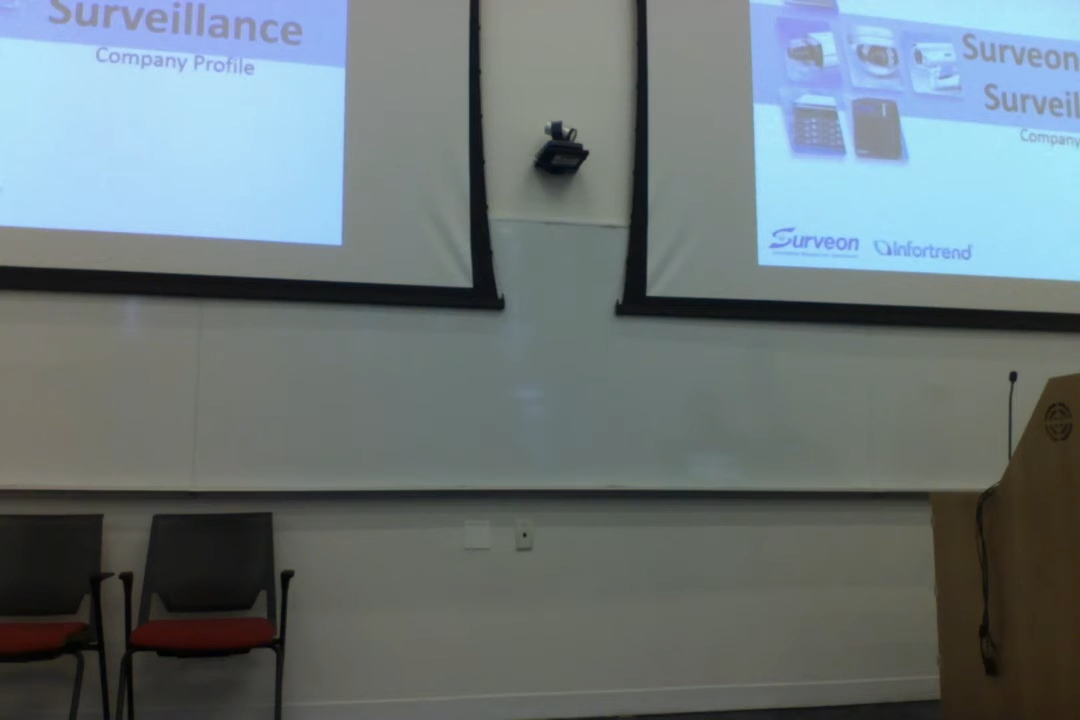 Surveillance
Company Profile
Surveon
Surveil
Company
Surveon
Infortrend